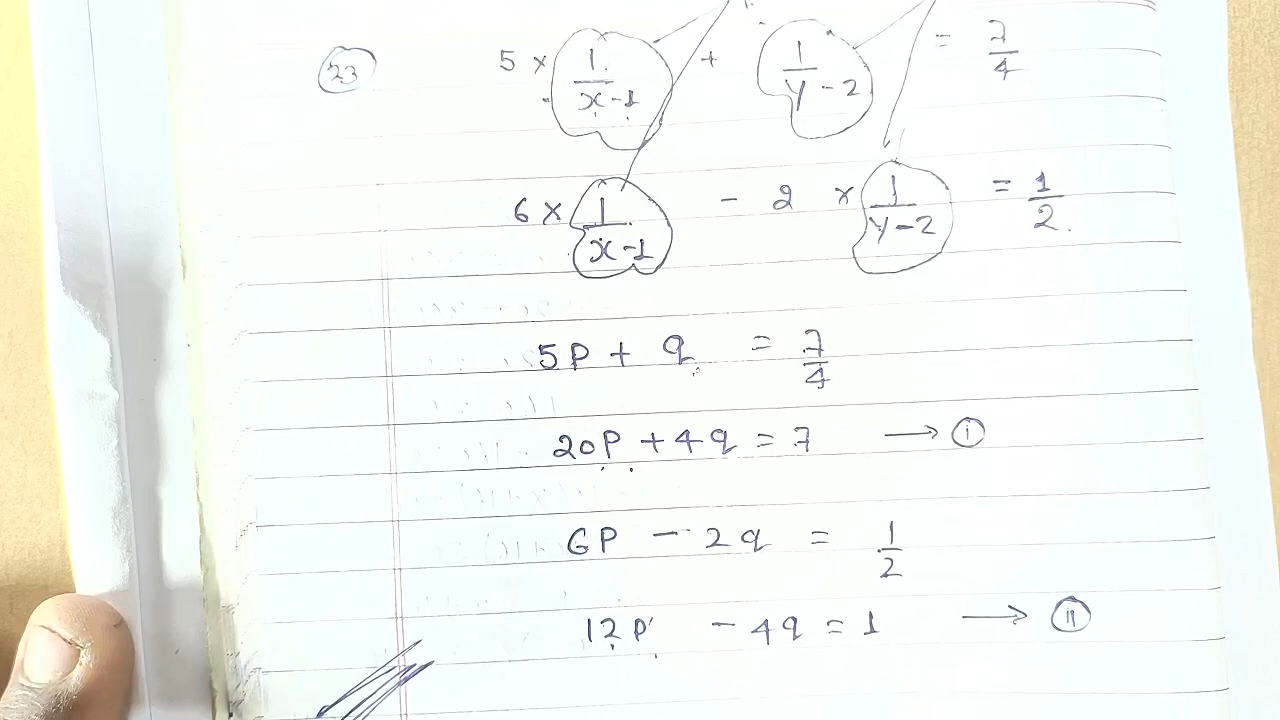 (23) 5 × 1/(x-1) + 1/(y-2) = 7/4
6 × 1/(x-1) - 2 × 1/(y-2) = 1/2
5P + q = 7/4
20P + 4q = 7 → (i)
6P - 2q = 1/2
12P - 4q = 1 → (ii)